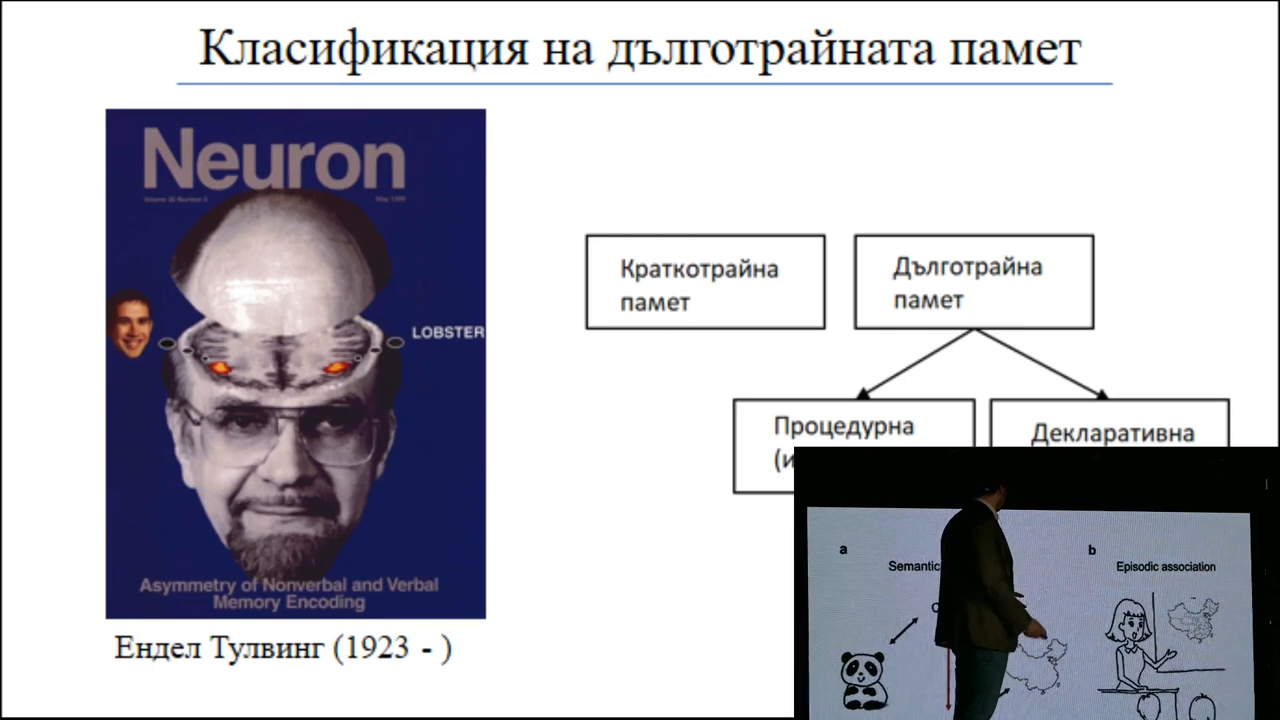 Класификация на дълготрайната памет
Neuron
LOBSTER
Asymmetry of Nonverbal and Verbal
Memory Encoding
Ендел Тулвинг (1923 - )
Краткотрайна
памет
Дълготрайна
памет
Процедурна
Декларативна
a
Semantic
b
Episodic association